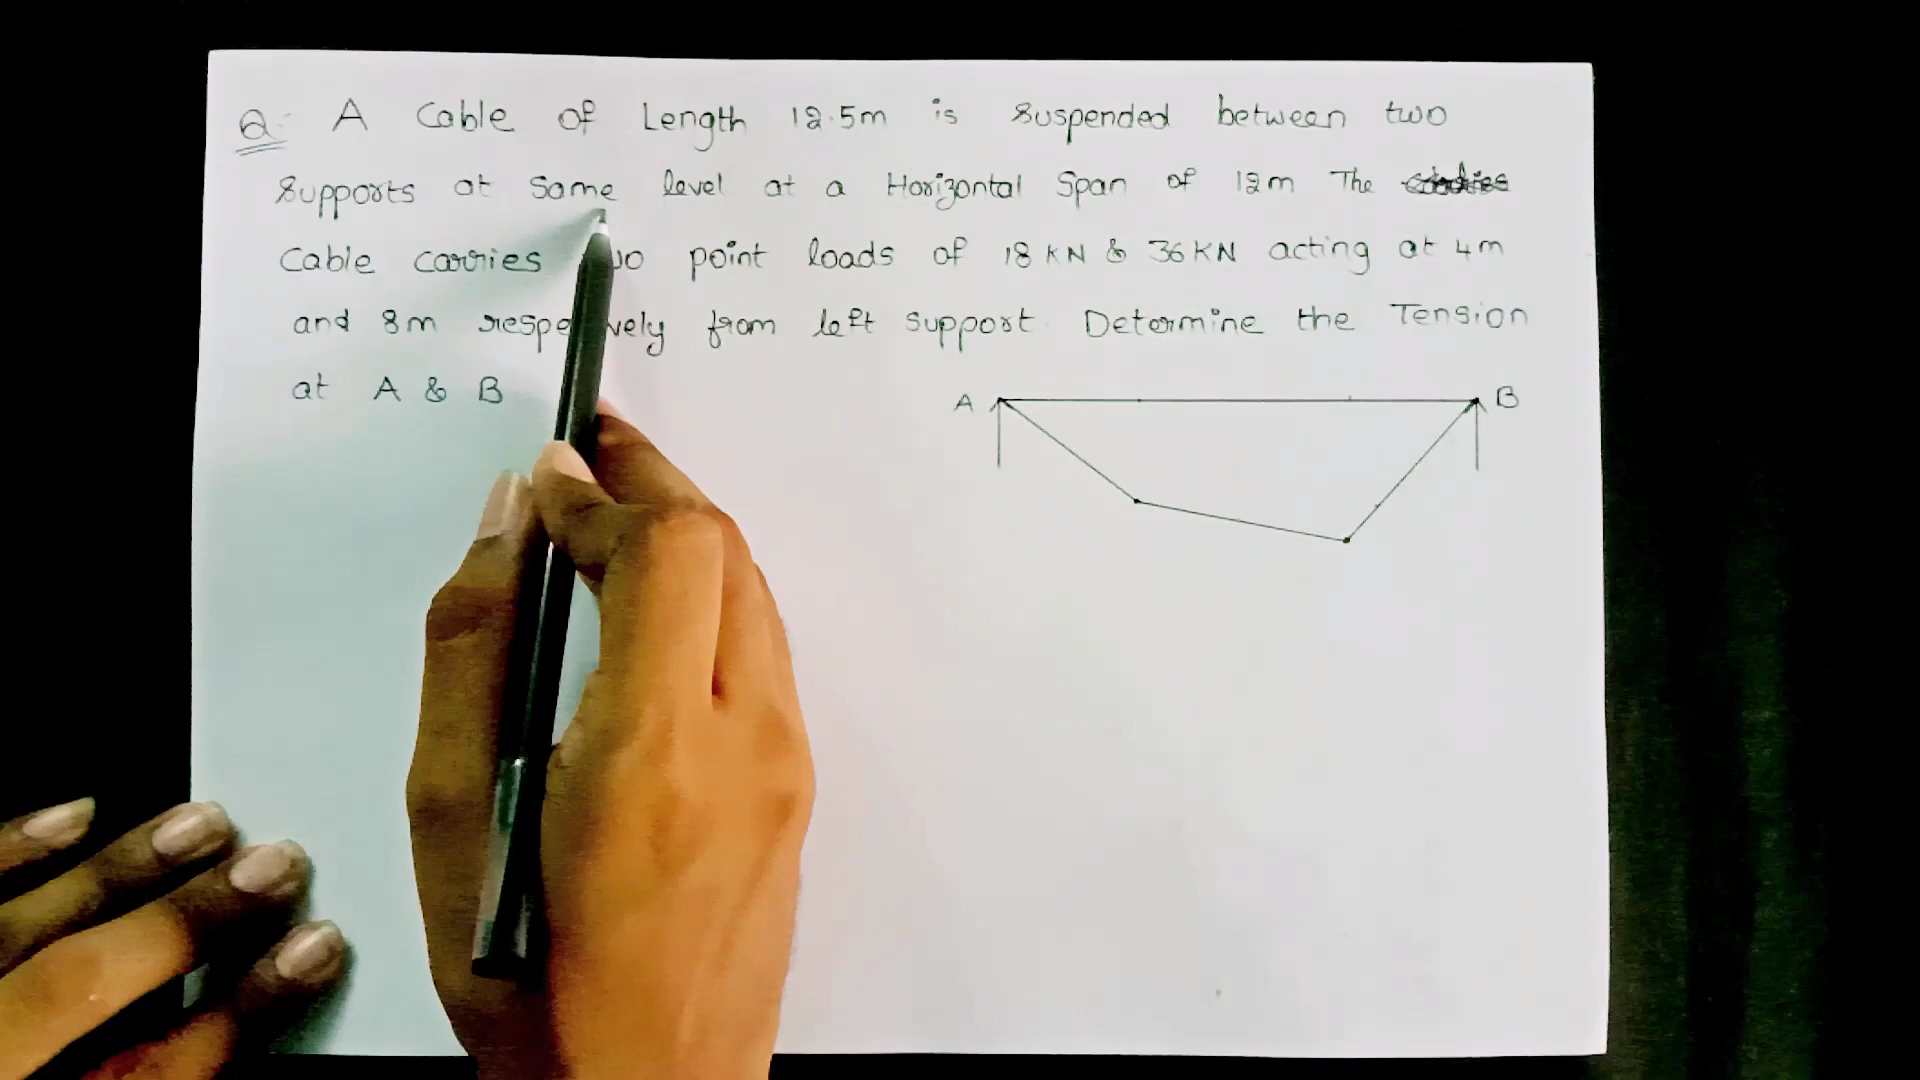 Q. A Cable of Length 12.5m is suspended between two
supports at same level at a Horizontal Span of 12m The
Cable carries point loads of 18 KN & 36KN acting at 4m
and 8m from left support. Determine the Tension
at A & B
A B